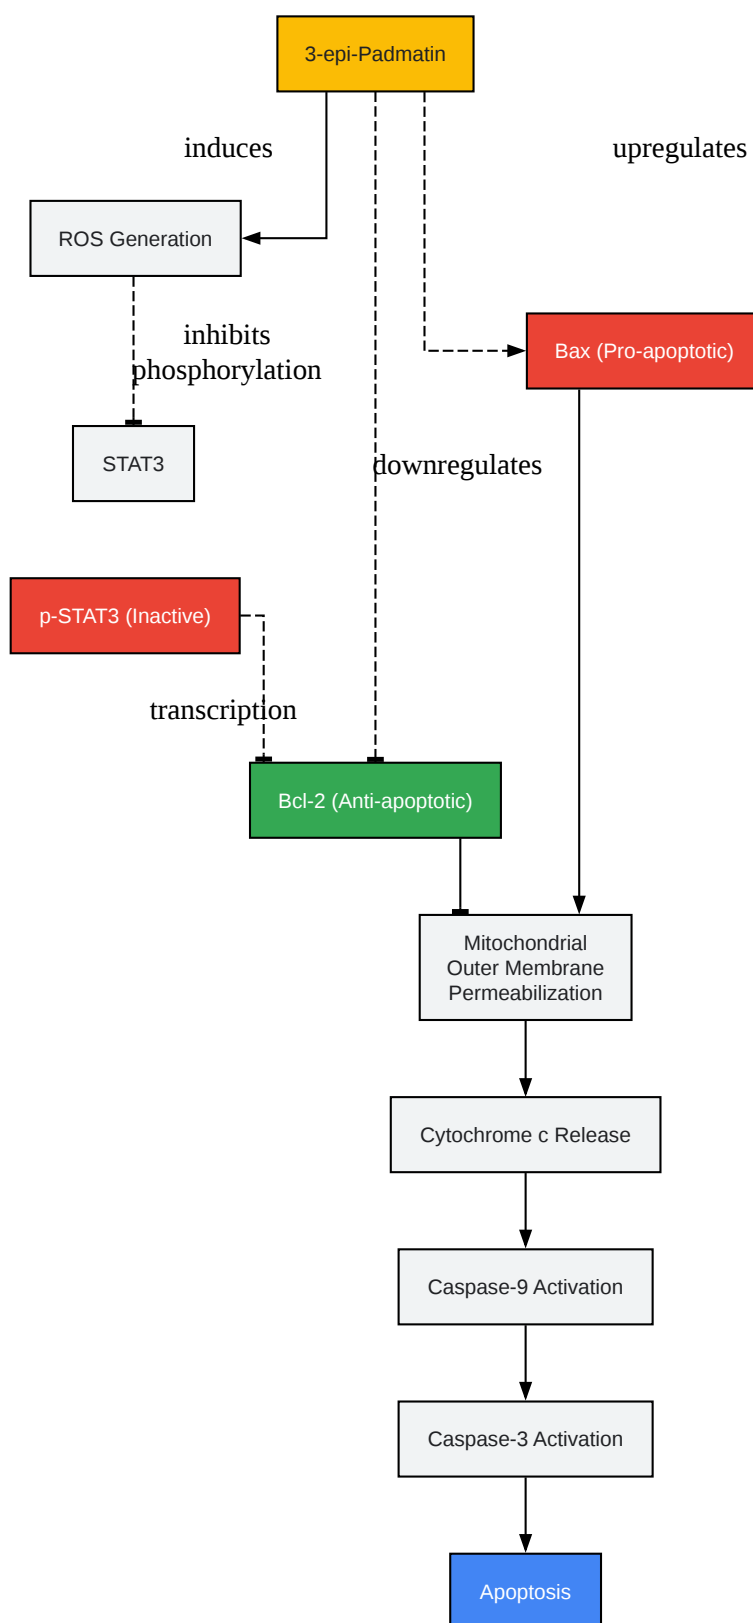 3-epi-Padmatin
induces
upregulates
ROS Generation
inhibits
phosphorylation
Bax (Pro-apoptotic)
STAT3
downregulates
p-STAT3 (Inactive)
transcription
Bcl-2 (Anti-apoptotic)
Mitochondrial
Outer Membrane
Permeabilization
Cytochrome c Release
Caspase-9 Activation
Caspase-3 Activation
Apoptosis